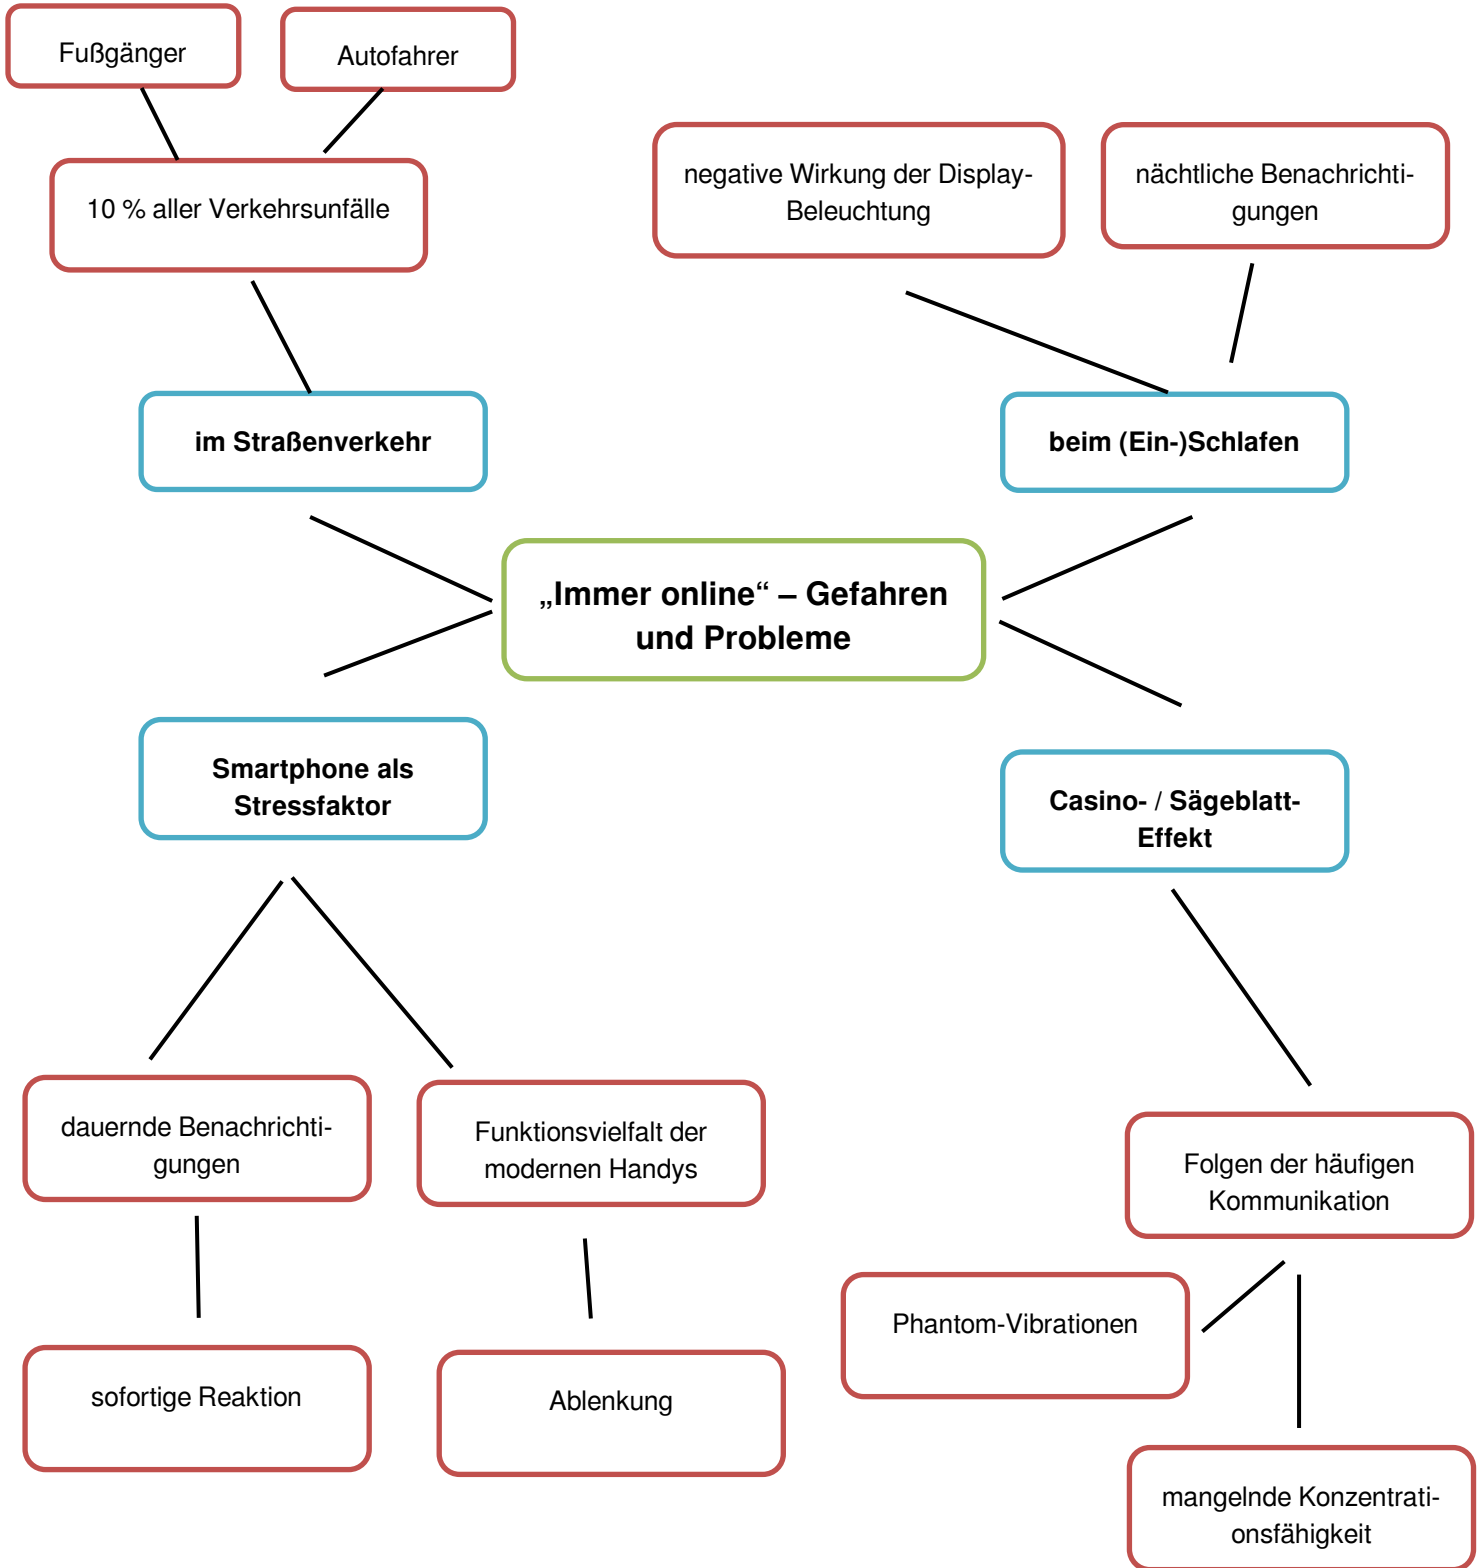 Fußgänger
Autofahrer
10 % aller Verkehrsunfälle
negative Wirkung der Display-
Beleuchtung
nächtliche Benachrichti-
gungen
im Straßenverkehr
beim (Ein-)Schlafen
„Immer online“ – Gefahren
und Probleme
Smartphone als
Stressfaktor
Casino- / Sägeblatt-
Effekt
dauernde Benachrichti-
gungen
Funktionsvielfalt der
modernen Handys
Folgen der häufigen
Kommunikation
sofortige Reaktion
Ablenkung
Phantom-Vibrationen
mangelnde Konzentrati-
onsfähigkeit